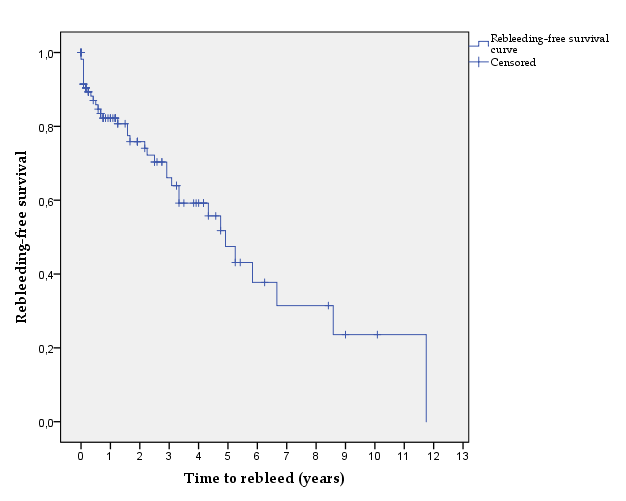 Rebleeding-free survival
curve
Censored
Rebleeding-free survival
1,0
0,8
0,6
0,4
0,2
0,0
0 1 2 3 4 5 6 7 8 9 10 11 12 13
Time to rebleed (years)